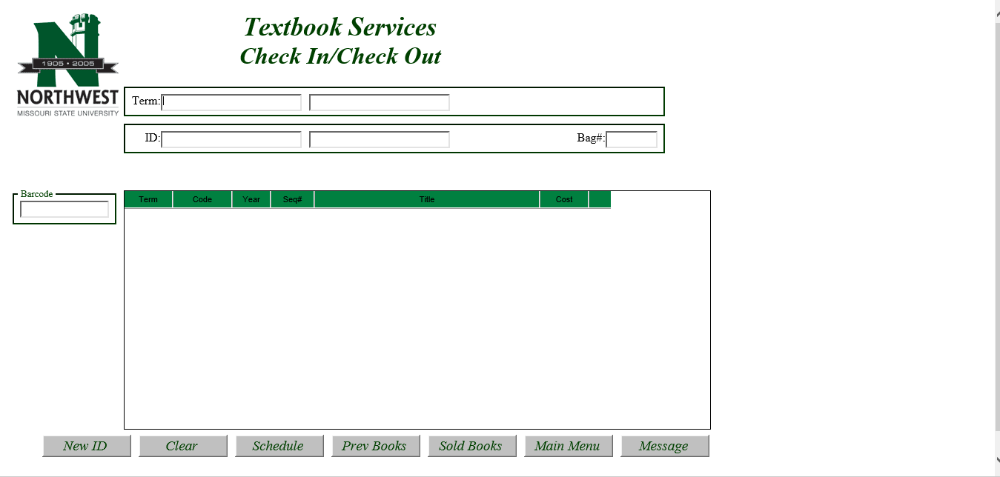 Textbook Services
Check In/Check Out
1905 • 2005
NORTHWEST
MISSOURI STATE UNIVERSITY
Term:
ID: Bag#:
Barcode
Term Code Year Seq# Title Cost
New ID Clear Schedule Prev Books Sold Books Main Menu Message